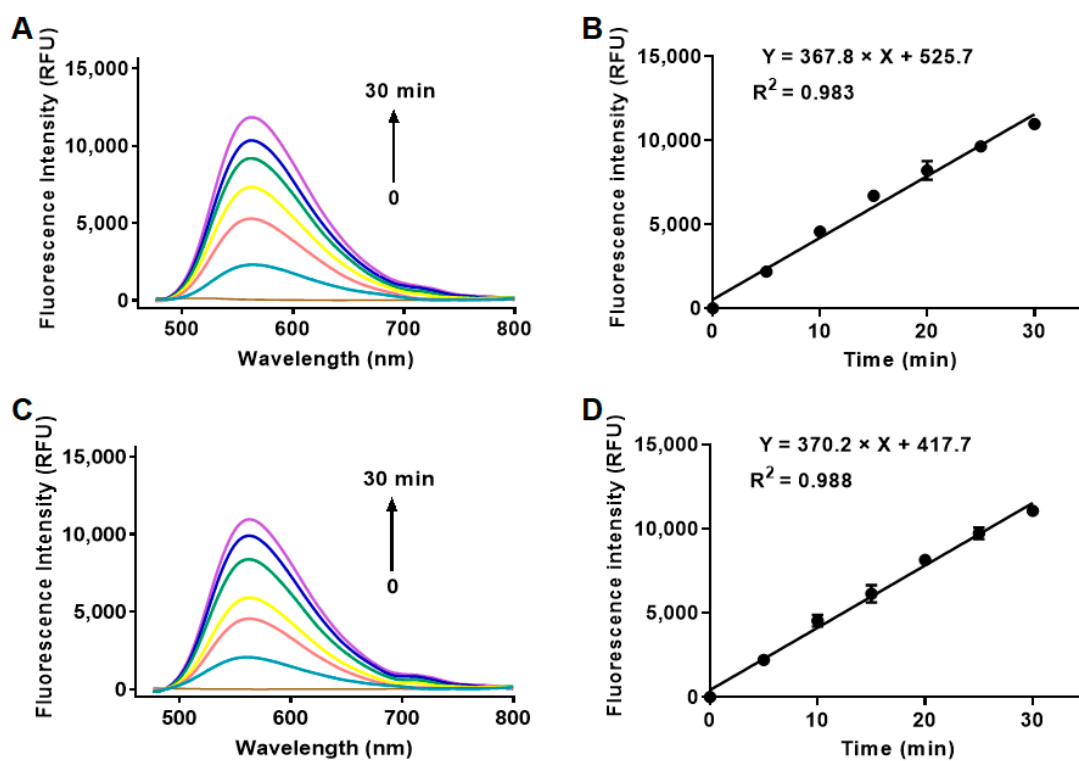 A
Fluorescence Intensity (RFU)
15,000
10,000
5,000
0
30 min
0
500
600
700
800
Wavelength (nm)
B
Fluorescence intensity (RFU)
15,000
10,000
5,000
0
Y = 367.8 × X + 525.7
R² = 0.983
0
10
20
30
Time (min)
C
Fluorescence Intensity (RFU)
15,000
10,000
5,000
0
30 min
0
500
600
700
800
Wavelength (nm)
D
Fluorescence intensity (RFU)
15,000
10,000
5,000
0
Y = 370.2 × X + 417.7
R² = 0.988
0
10
20
30
Time (min)